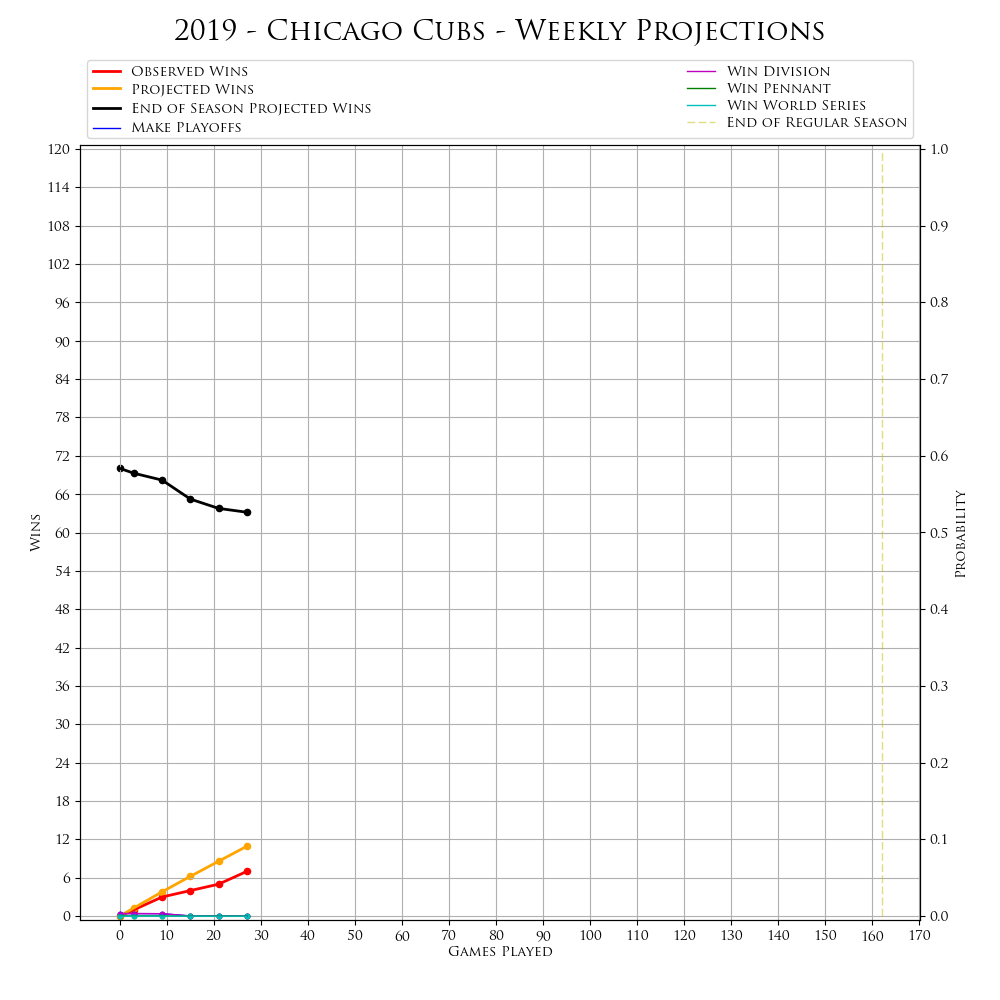 2019 - Chicago Cubs - Weekly Projections
Observed Wins
Projected Wins
End of Season Projected Wins
Make Playoffs
Win Division
Win Pennant
Win World Series
End of Regular Season
120
114
108
102
96
90
84
78
72
66
60
54
48
42
36
30
24
18
12
6
0
Wins
1.0
0.9
0.8
0.7
0.6
0.5
0.4
0.3
0.2
0.1
0.0
Probability
0 10 20 30 40 50 60 70 80 90 100 110 120 130 140 150 160 170
Games Played